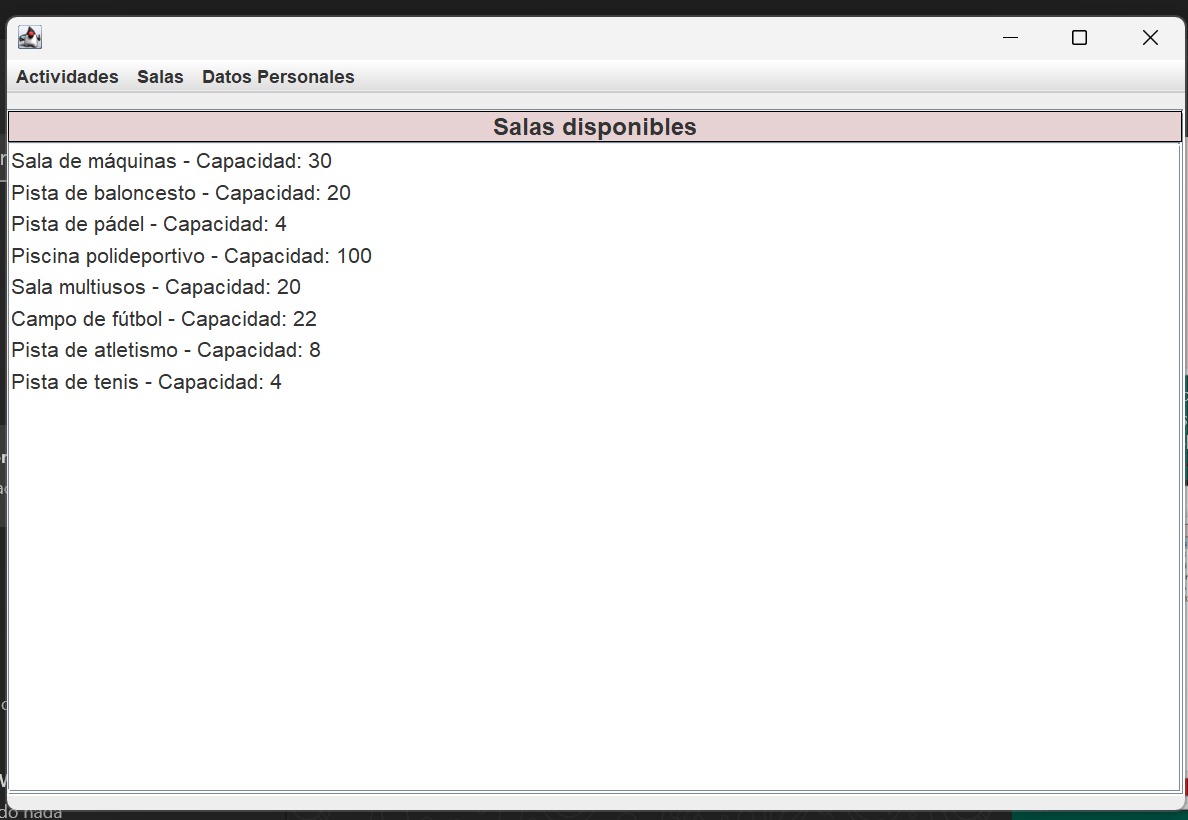 Actividades Salas Datos Personales
Salas disponibles
Sala de máquinas - Capacidad: 30
Pista de baloncesto - Capacidad: 20
Pista de pádel - Capacidad: 4
Piscina polideportivo - Capacidad: 100
Sala multiusos - Capacidad: 20
Campo de fútbol - Capacidad: 22
Pista de atletismo - Capacidad: 8
Pista de tenis - Capacidad: 4
nada